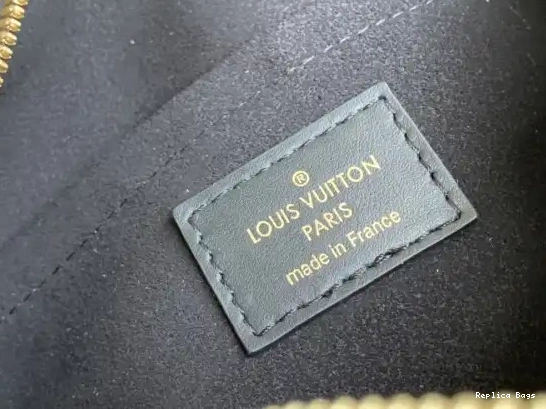 ®
LOUIS VUITTON
PARIS
made in France
Replica Bags